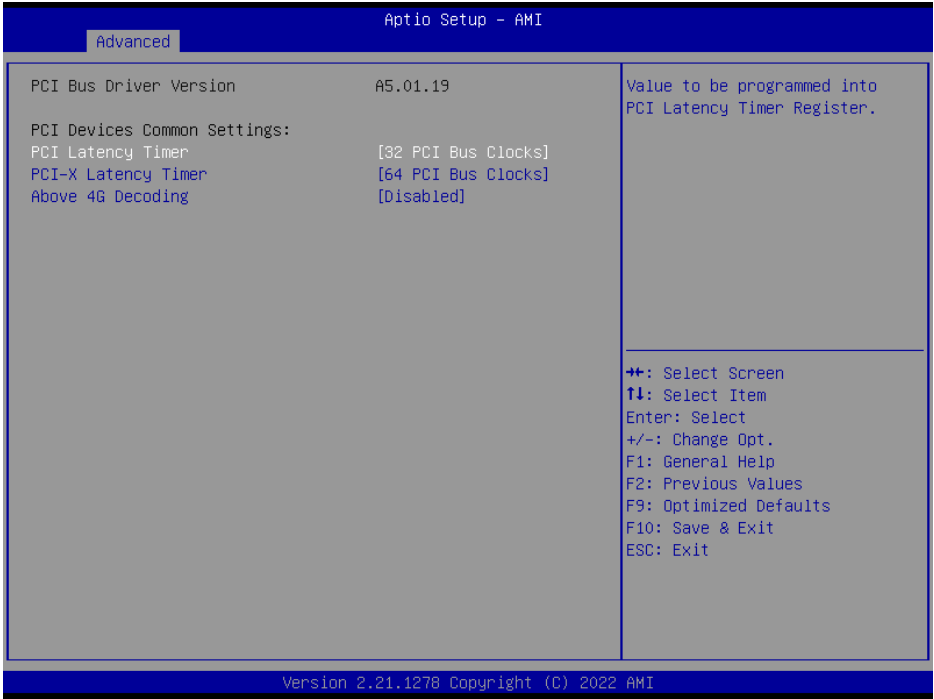 Aptio Setup – AMI
Advanced
PCI Bus Driver Version A5.01.19
PCI Devices Common Settings:
PCI Latency Timer [32 PCI Bus Clocks]
PCI-X Latency Timer [64 PCI Bus Clocks]
Above 4G Decoding [Disabled]
Value to be programmed into
PCI Latency Timer Register.
→←: Select Screen
↑↓: Select Item
Enter: Select
+/-: Change Opt.
F1: General Help
F2: Previous Values
F9: Optimized Defaults
F10: Save & Exit
ESC: Exit
Version 2.21.1278 Copyright (C) 2022 AMI